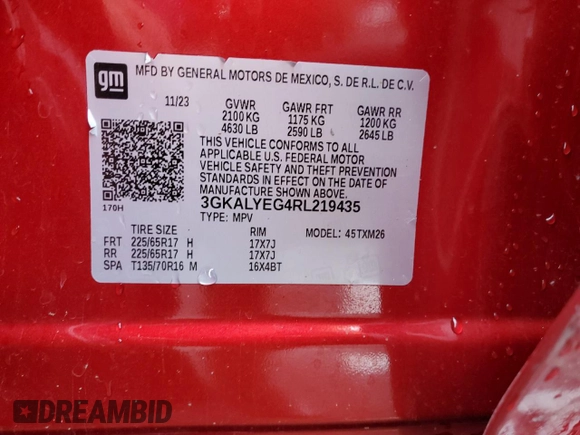 gm
MFD BY GENERAL MOTORS DE MEXICO, S. DE R.L. DE C.V.
11/23 GVWR GAWR FRT GAWR RR
2100 KG 1175 KG 1200 KG
4630 LB 2590 LB 2645 LB
THIS VEHICLE CONFORMS TO ALL
APPLICABLE U.S. FEDERAL MOTOR
VEHICLE SAFETY AND THEFT PREVENTION
STANDARDS IN EFFECT ON THE DATE OF
MANUFACTURE SHOWN ABOVE.
170H 3GKALYEG4RL219435
TYPE: MPV
TIRE SIZE RIM MODEL: 45TXM26
FRT 225/65R17 H 17X7J
RR 225/65R17 H 17X7J
SPA T135/70R16 M 16X4BT
DREAMBID